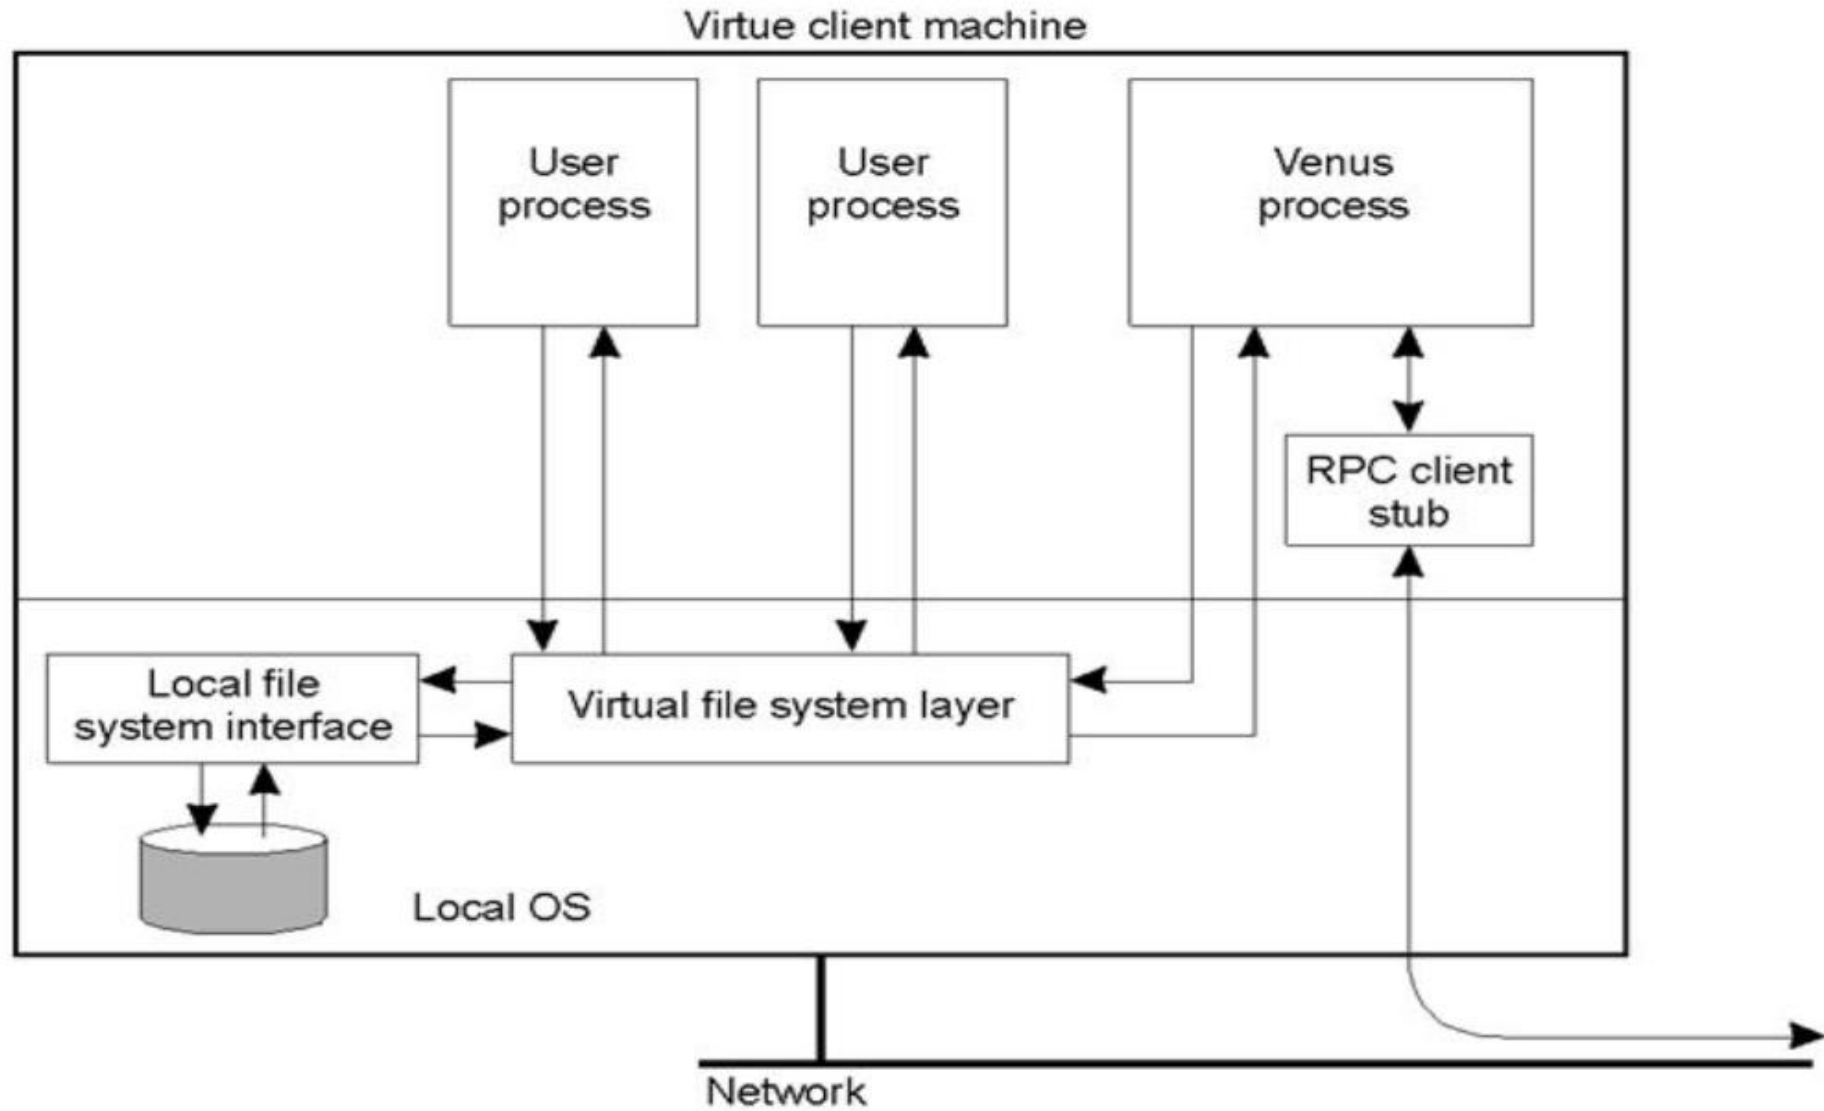 Virtue client machine
User
process
User
process
Venus
process
RPC client
stub
Local file
system interface
Virtual file system layer
Local OS
Network